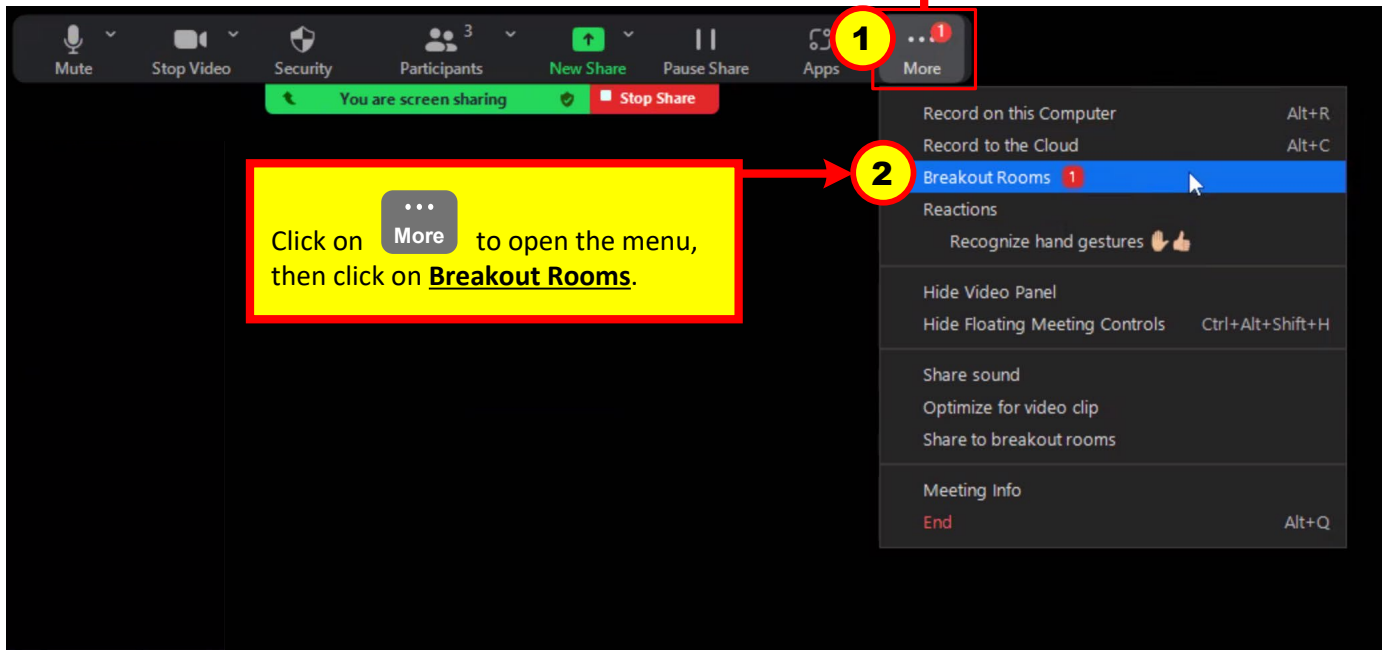 1
3
1
Mute
Stop Video
Security
Participants
New Share
Pause Share
Apps
More
You are screen sharing
Stop Share
Record on this Computer Alt+R
Record to the Cloud Alt+C
2
Breakout Rooms 1
Reactions
Recognize hand gestures ✋👍
Hide Video Panel
Hide Floating Meeting Controls Ctrl+Alt+Shift+H
Share sound
Optimize for video clip
Share to breakout rooms
Meeting Info
End Alt+Q
Click on ... More to open the menu,
then click on Breakout Rooms.